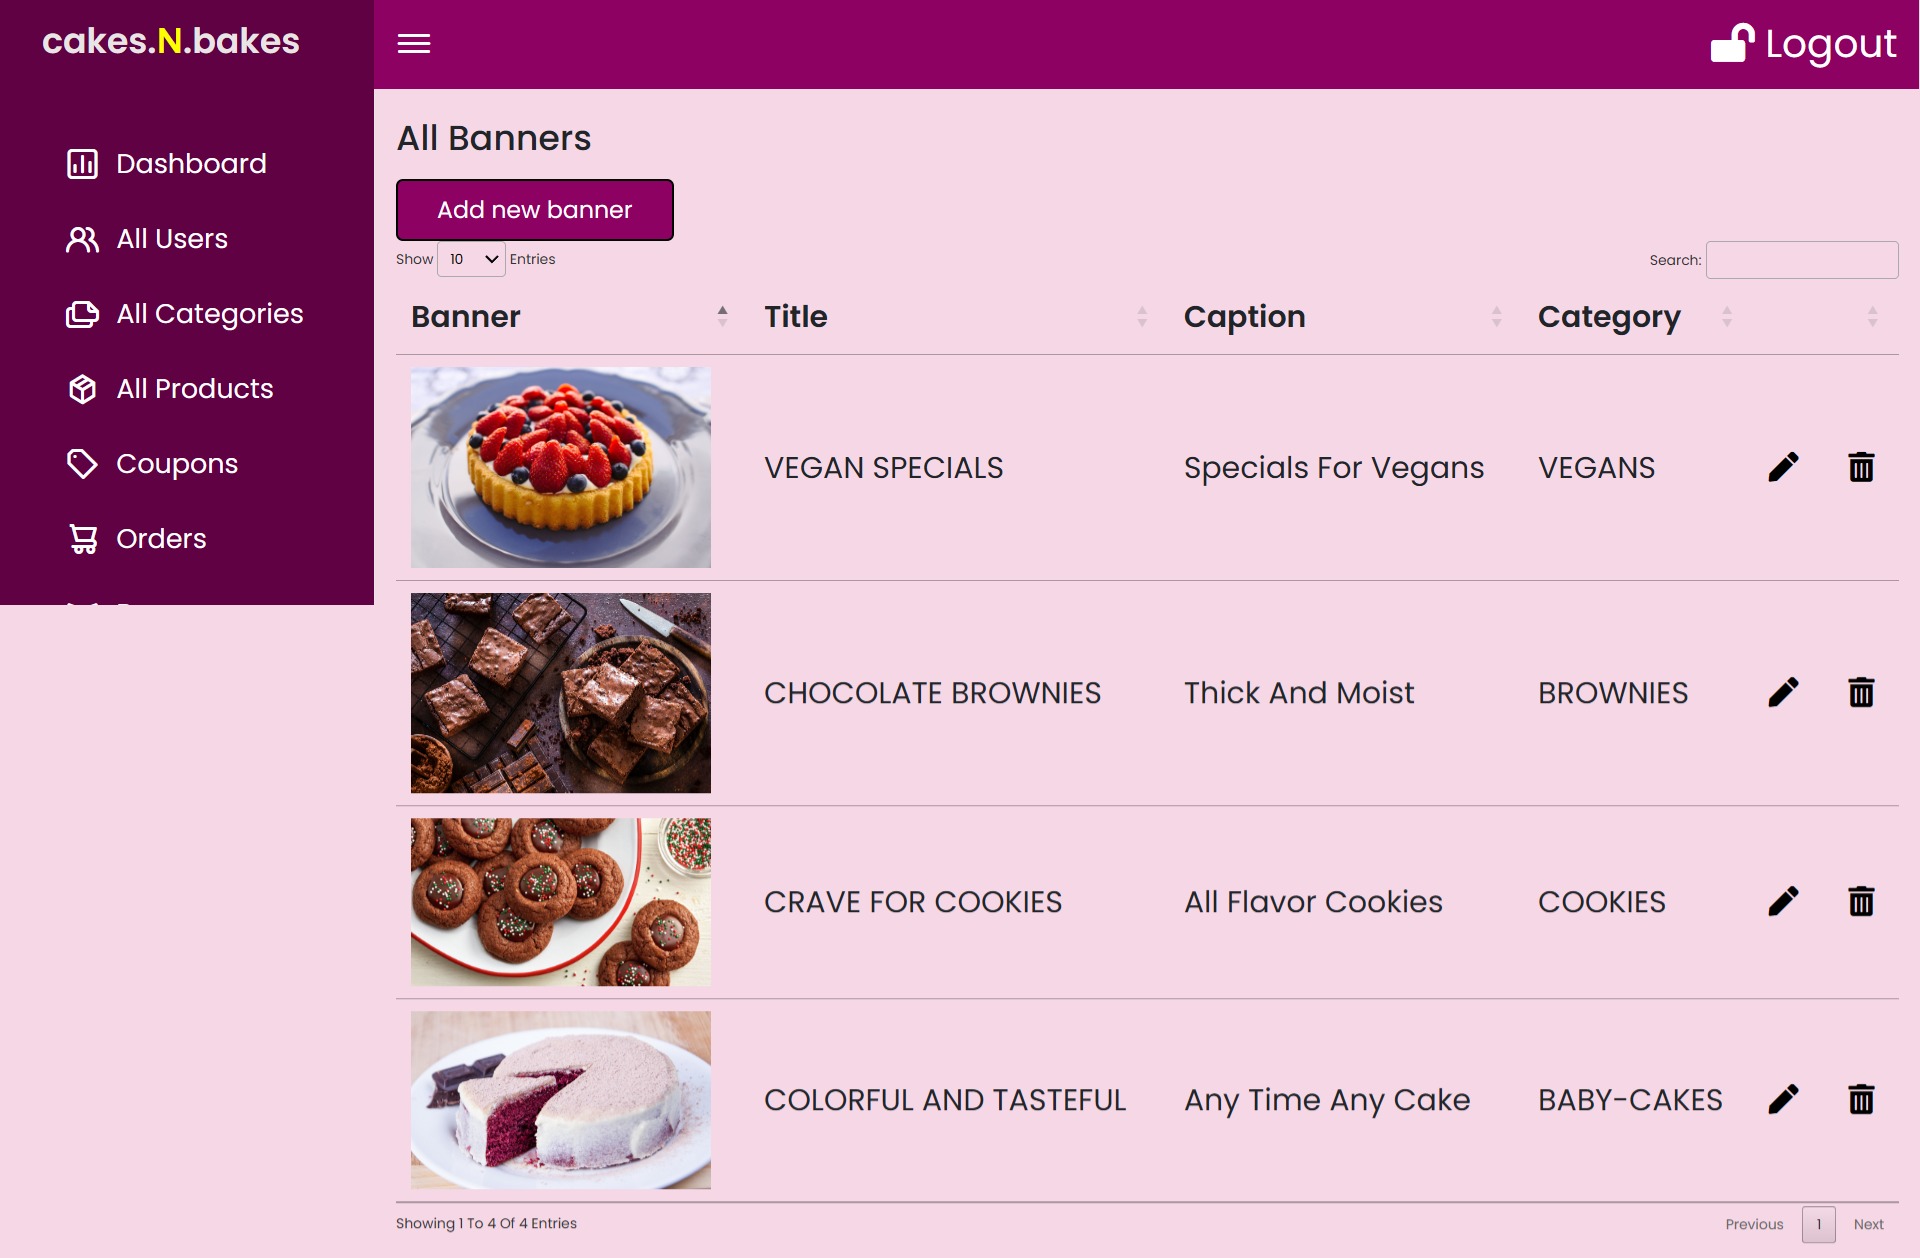 cakes.N.bakes
Logout
Dashboard
All Users
All Categories
All Products
Coupons
Orders
All Banners
Add new banner
Show 10 Entries
Search:
Banner Title Caption Category
VEGAN SPECIALS Specials For Vegans VEGANS
CHOCOLATE BROWNIES Thick And Moist BROWNIES
CRAVE FOR COOKIES All Flavor Cookies COOKIES
COLORFUL AND TASTEFUL Any Time Any Cake BABY-CAKES
Showing 1 To 4 Of 4 Entries
Previous 1 Next